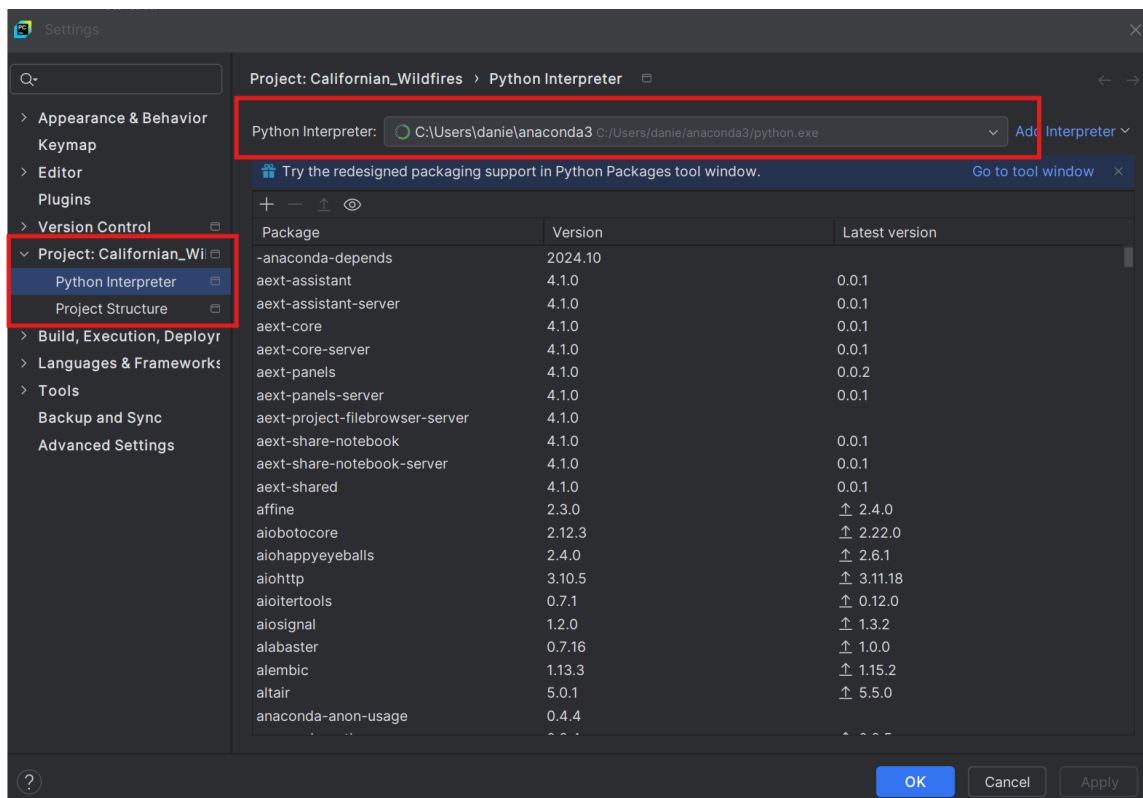 PC
Settings
Project: Californian_Wildfires › Python Interpreter
Python Interpreter: C:\Users\danie\anaconda3 C:/Users/danie/anaconda3/python.exe Add Interpreter
Try the redesigned packaging support in Python Packages tool window. Go to tool window
Appearance & Behavior
Keymap
Editor
Plugins
Version Control
Project: Californian_Wi
Python Interpreter
Project Structure
Build, Execution, Deployr
Languages & Frameworks
Tools
Backup and Sync
Advanced Settings
Package Version Latest version
-anaconda-depends 2024.10
aext-assistant 4.1.0 0.0.1
aext-assistant-server 4.1.0 0.0.1
aext-core 4.1.0 0.0.1
aext-core-server 4.1.0 0.0.1
aext-panels 4.1.0 0.0.2
aext-panels-server 4.1.0 0.0.1
aext-project-filebrowser-server 4.1.0
aext-share-notebook 4.1.0 0.0.1
aext-share-notebook-server 4.1.0 0.0.1
aext-shared 4.1.0 0.0.1
affine 2.3.0 2.4.0
aiobotocore 2.12.3 2.22.0
aiohappyeyeballs 2.4.0 2.6.1
aiohttp 3.10.5 3.11.18
aioitertools 0.7.1 0.12.0
aiosignal 1.2.0 1.3.2
alabaster 0.7.16 1.0.0
alembic 1.13.3 1.15.2
altair 5.0.1 5.5.0
anaconda-anon-usage 0.4.4
? OK Cancel Apply